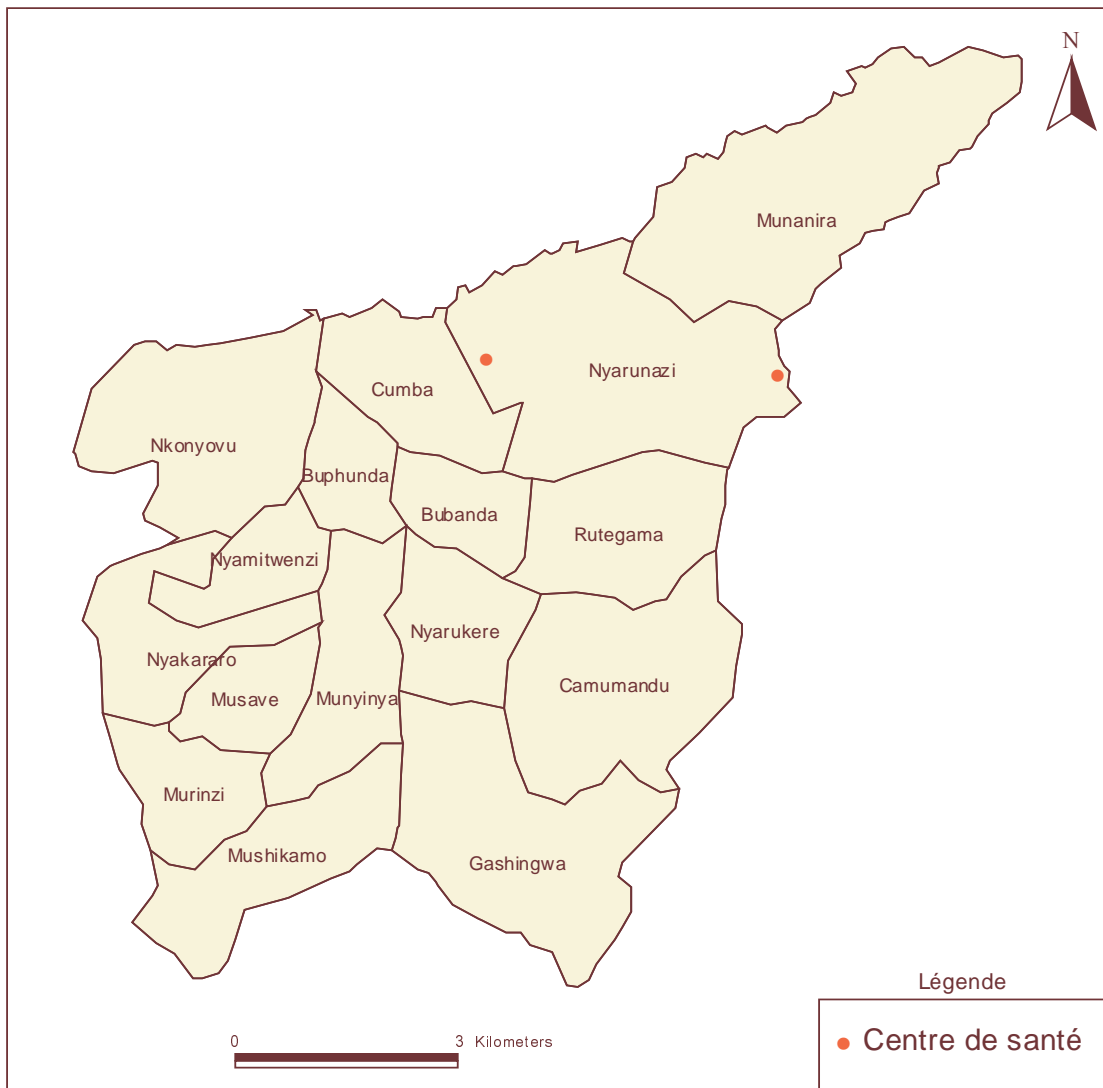 N
Munanira
Nyarunazi
Cumba
Nkonyovu
Buphunda
Bubanda
Rutegama
Nyamitwenzi
Nyarukere
Nyakararo
Camumandu
Musave
Munyinya
Murinzi
Mushikamo
Gashingwa
Légende
0 3 Kilometers
Centre de santé